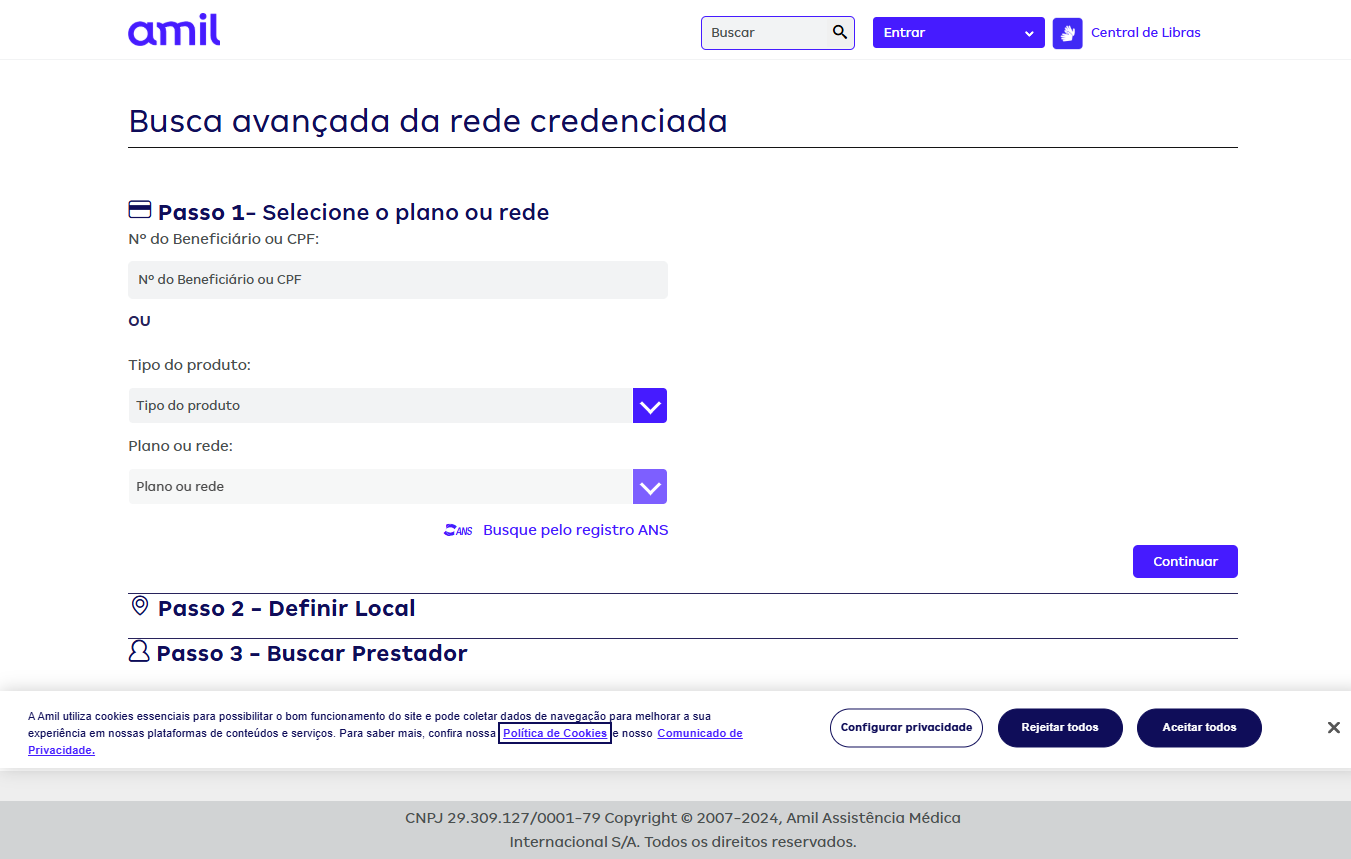 amil
Buscar
Entrar
Central de Libras
Busca avançada da rede credenciada
Passo 1- Selecione o plano ou rede
Nº do Beneficiário ou CPF:
Nº do Beneficiário ou CPF
OU
Tipo do produto:
Tipo do produto
Plano ou rede:
Plano ou rede
ANS Busque pelo registro ANS
Continuar
Passo 2 - Definir Local
Passo 3 - Buscar Prestador
A Amil utiliza cookies essenciais para possibilitar o bom funcionamento do site e pode coletar dados de navegação para melhorar a sua
experiência em nossas plataformas de conteúdos e serviços. Para saber mais, confira nossa Política de Cookies e nosso Comunicado de
Privacidade.
Configurar privacidade
Rejeitar todos
Aceitar todos
CNPJ 29.309.127/0001-79 Copyright © 2007-2024, Amil Assistência Médica
Internacional S/A. Todos os direitos reservados.